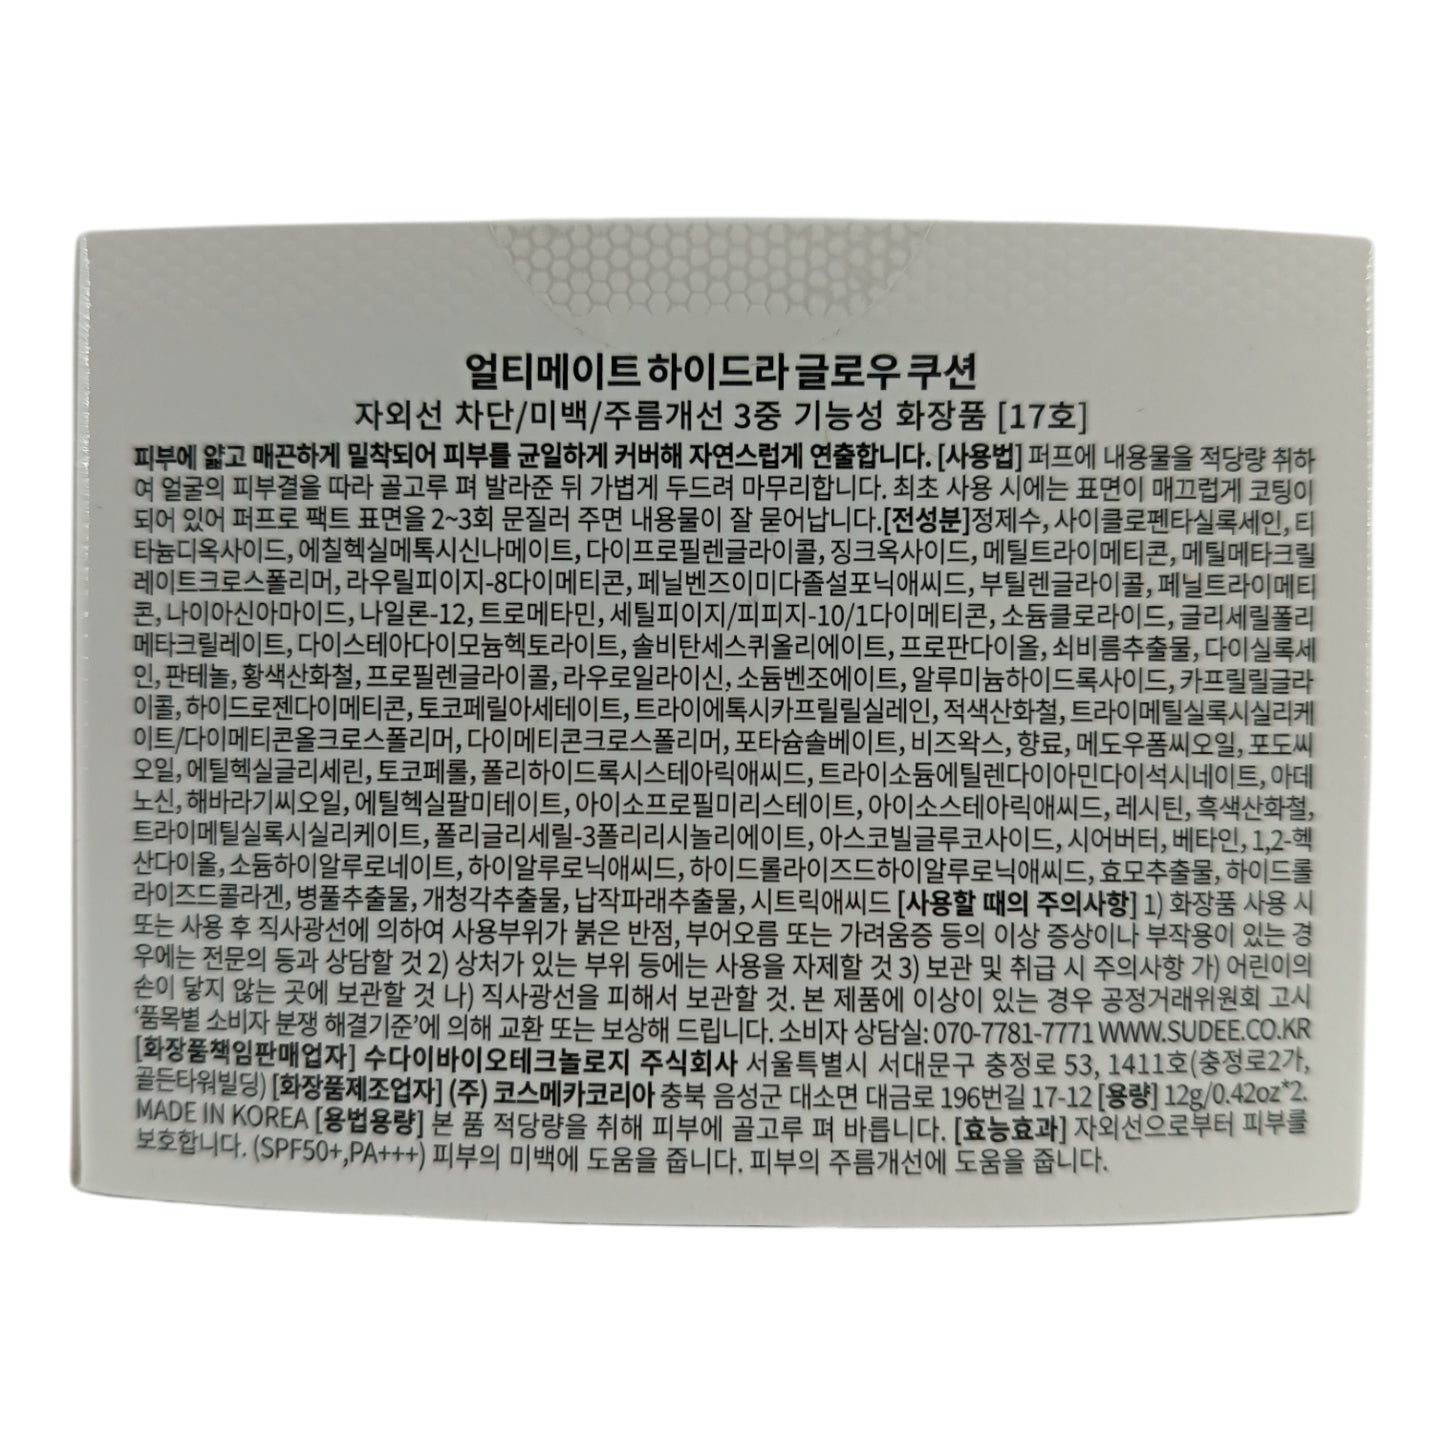 얼티메이트 하이드라 글로우 쿠션
자외선 차단/미백/주름개선 3중 기능성 화장품 [17호]
피부에 얇고 매끈하게 밀착되어 피부를 균일하게 커버해 자연스럽게 연출합니다. [사용법] 퍼프에 내용물을 적당량 취하
여 얼굴의 피부결을 따라 골고루 펴 발라준 뒤 가볍게 두드려 마무리합니다. 최초 사용 시에는 표면이 매끄럽게 코팅이
되어 있어 퍼프로 팩트 표면을 2~3회 문질러 주면 내용물이 잘 묻어납니다.[전성분]정제수, 사이클로펜타실록세인, 티
타늄디옥사이드, 에칠헥실메톡시신나메이트, 다이프로필렌글라이콜, 징크옥사이드, 메틸트라이메티콘, 메틸메타크릴
레이트크로스폴리머, 라우릴피이지-8다이메티콘, 페닐벤즈이미다졸설포닉애씨드, 부틸렌글라이콜, 페닐트라이메티
콘, 나이아신아마이드, 나일론-12, 트로메타민, 세틸피이지/피피지-10/1다이메티콘, 소듐클로라이드, 글리세릴폴리
메타크릴레이트, 다이스테아다이모늄헥토라이트, 솔비탄세스퀴올리에이트, 프로판다이올, 쇠비름추출물, 다이실록세
인, 판테놀, 황색산화철, 프로필렌글라이콜, 라우로일라이신, 소듐벤조에이트, 알루미늄하이드록사이드, 카프릴릴글라
이콜, 하이드로젠다이메티콘, 토코페릴아세테이트, 트라이에톡시카프릴릴실레인, 적색산화철, 트라이메틸실록시실리케
이트/다이메티콘올크로스폴리머, 다이메티콘크로스폴리머, 포타슘솔베이트, 비즈왁스, 향료, 메도우폼씨오일, 포도씨
오일, 에틸헥실글리세린, 토코페롤, 폴리하이드록시스테아릭애씨드, 트라이소듐에틸렌다이아민다이석시네이트, 아데
노신, 해바라기씨오일, 에틸헥실팔미테이트, 아이소프로필미리스테이트, 아이소스테아릭애씨드, 레시틴, 흑색산화철,
트라이메틸실록시실리케이트, 폴리글리세릴-3폴리리시놀리에이트, 아스코빌글루코사이드, 시어버터, 베타인, 1,2-헥
산다이올, 소듐하이알루로네이트, 하이알루로닉애씨드, 하이드롤라이즈드하이알루로닉애씨드, 효모추출물, 하이드롤
라이즈드콜라겐, 병풀추출물, 개청각추출물, 납작파래추출물, 시트릭애씨드 [사용할 때의 주의사항] 1) 화장품 사용 시
또는 사용 후 직사광선에 의하여 사용부위가 붉은 반점, 부어오름 또는 가려움증 등의 이상 증상이나 부작용이 있는 경
우에는 전문의 등과 상담할 것 2) 상처가 있는 부위 등에는 사용을 자제할 것 3) 보관 및 취급 시 주의사항 가) 어린이의
손이 닿지 않는 곳에 보관할 것 나) 직사광선을 피해서 보관할 것. 본 제품에 이상이 있는 경우 공정거래위원회 고시
'품목별 소비자 분쟁 해결기준'에 의해 교환 또는 보상해 드립니다. 소비자 상담실: 070-7781-7771 WWW.SUDEE.CO.KR
[화장품책임판매업자] 수다이바이오테크놀로지 주식회사 서울특별시 서대문구 충정로 53, 1411호(충정로2가,
골든타워빌딩) [화장품제조업자] (주) 코스메카코리아 충북 음성군 대소면 대금로 196번길 17-12 [용량] 12g/0.42oz*2.
MADE IN KOREA [용법용량] 본 품 적당량을 취해 피부에 골고루 펴 바릅니다. [효능효과] 자외선으로부터 피부를
보호합니다. (SPF50+,PA+++) 피부의 미백에 도움을 줍니다. 피부의 주름개선에 도움을 줍니다.